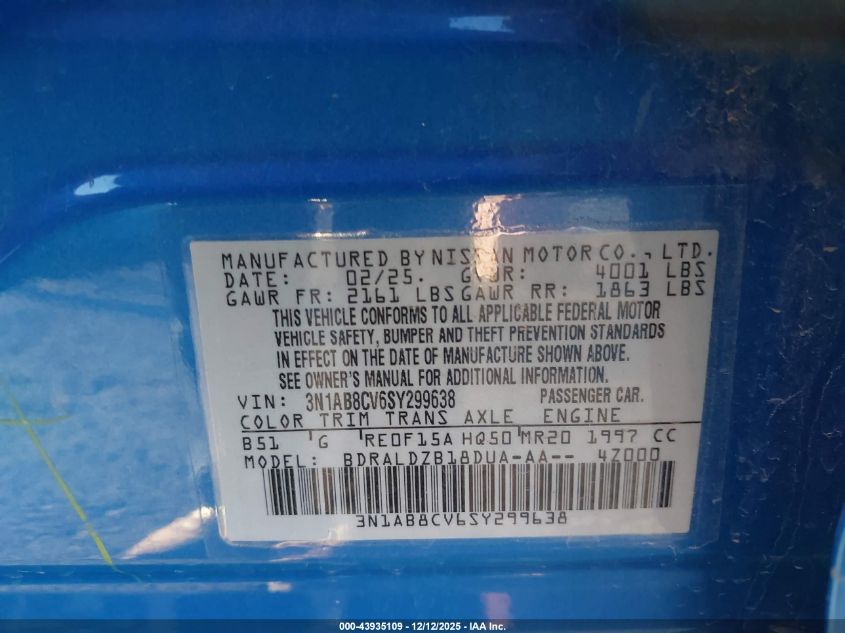 MANUFACTURED BY NISSAN MOTOR CO., LTD.
DATE: 02/25. GVWR: 4001 LBS
GAWR FR: 2161 LBS GAWR RR: 1863 LBS
THIS VEHICLE CONFORMS TO ALL APPLICABLE FEDERAL MOTOR
VEHICLE SAFETY, BUMPER AND THEFT PREVENTION STANDARDS
IN EFFECT ON THE DATE OF MANUFACTURE SHOWN ABOVE.
SEE OWNER'S MANUAL FOR ADDITIONAL INFORMATION.
VIN: 3N1AB8CV6SY299638 PASSENGER CAR.
COLOR TRIM TRANS AXLE ENGINE
B51 G RE0F15A HQ50 MR20 1997 CC
MODEL: BDRALDZB18DUA-AA-- 4Z000
3N1AB8CV6SY299638
000-43935109 - 12/12/2025 - IAA Inc.